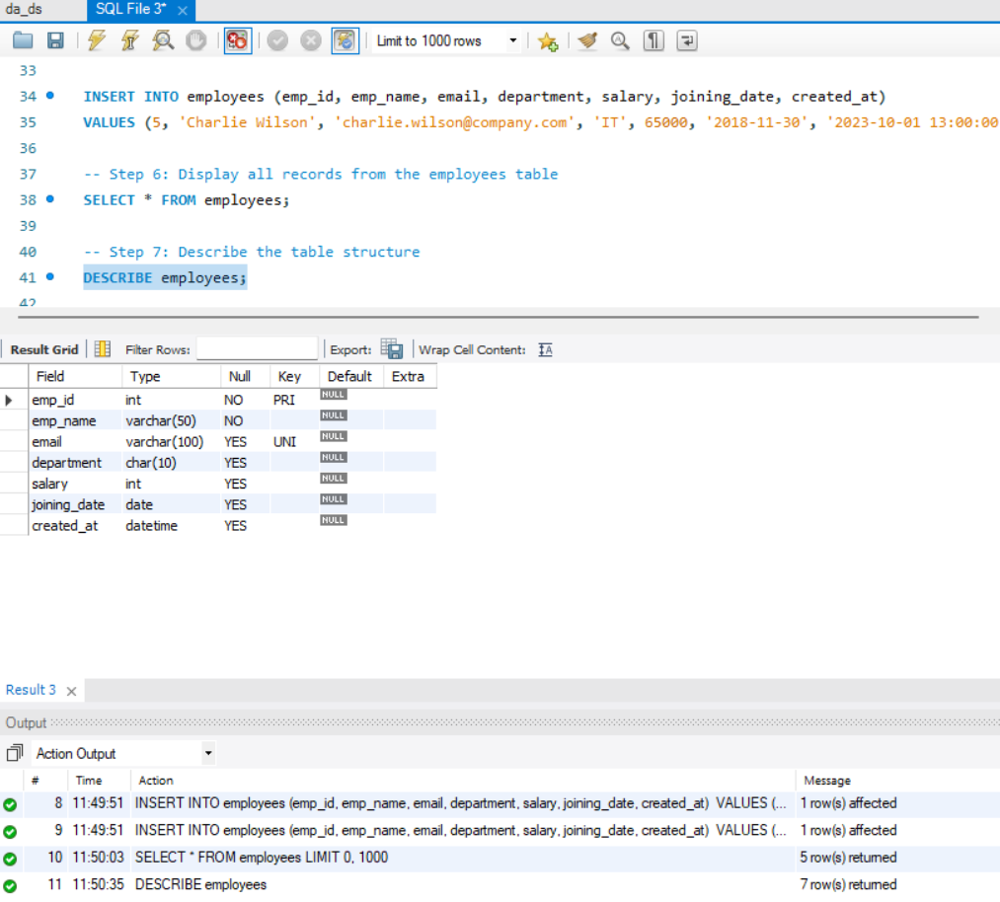 da_ds SQL File 3*
Limit to 1000 rows
33
34 INSERT INTO employees (emp_id, emp_name, email, department, salary, joining_date, created_at)
35 VALUES (5, 'Charlie Wilson', 'charlie.wilson@company.com', 'IT', 65000, '2018-11-30', '2023-10-01 13:00:00
36
37 -- Step 6: Display all records from the employees table
38 SELECT * FROM employees;
39
40 -- Step 7: Describe the table structure
41 DESCRIBE employees;
42
Result Grid Filter Rows: Export: Wrap Cell Content:
Field Type Null Key Default Extra
emp_id int NO PRI NULL
emp_name varchar(50) NO NULL
email varchar(100) YES UNI NULL
department char(10) YES NULL
salary int YES NULL
joining_date date YES NULL
created_at datetime YES NULL
Result 3
Output
Action Output
# Time Action Message
8 11:49:51 INSERT INTO employees (emp_id, emp_name, email, department, salary, joining_date, created_at) VALUES (... 1 row(s) affected
9 11:49:51 INSERT INTO employees (emp_id, emp_name, email, department, salary, joining_date, created_at) VALUES (... 1 row(s) affected
10 11:50:03 SELECT * FROM employees LIMIT 0, 1000 5 row(s) returned
11 11:50:35 DESCRIBE employees 7 row(s) returned